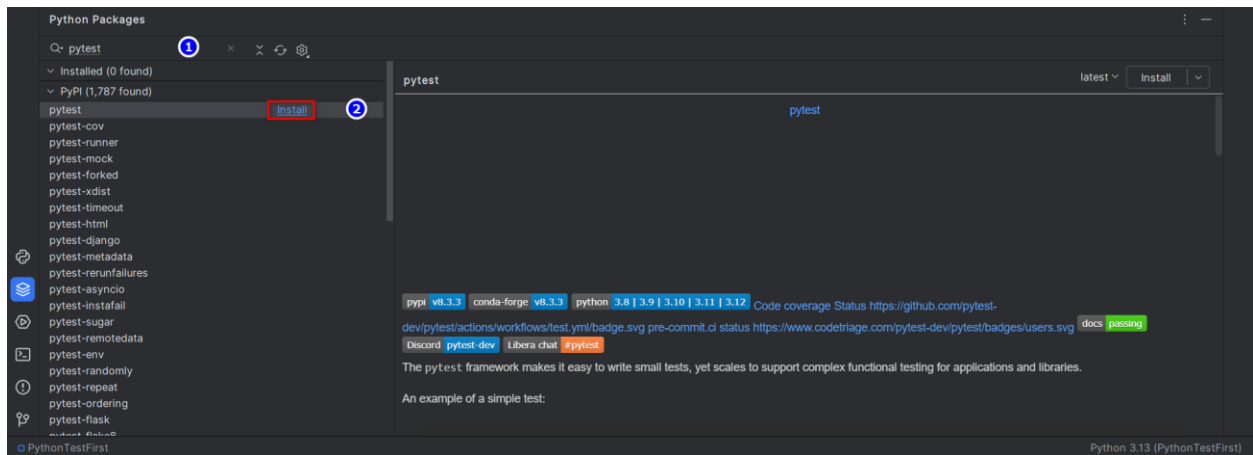 Python Packages
pytest
1
Installed (0 found)
PyPI (1,787 found)
pytest Install 2
pytest-cov
pytest-runner
pytest-mock
pytest-forked
pytest-xdist
pytest-timeout
pytest-html
pytest-django
pytest-metadata
pytest-rerunfailures
pytest-asyncio
pytest-instafail
pytest-sugar
pytest-remotedata
pytest-env
pytest-randomly
pytest-repeat
pytest-ordering
pytest-flask
pytest latest Install
pytest
pypi v8.3.3 conda-forge v8.3.3 python 3.8 | 3.9 | 3.10 | 3.11 | 3.12 Code coverage Status https://github.com/pytest-
dev/pytest/actions/workflows/test.yml/badge.svg pre-commit.ci status https://www.codetriage.com/pytest-dev/pytest/badges/users.svg docs passing
Discord pytest-dev Libera chat #pytest
The pytest framework makes it easy to write small tests, yet scales to support complex functional testing for applications and libraries.
An example of a simple test:
PythonTestFirst Python 3.13 (PythonTestFirst)